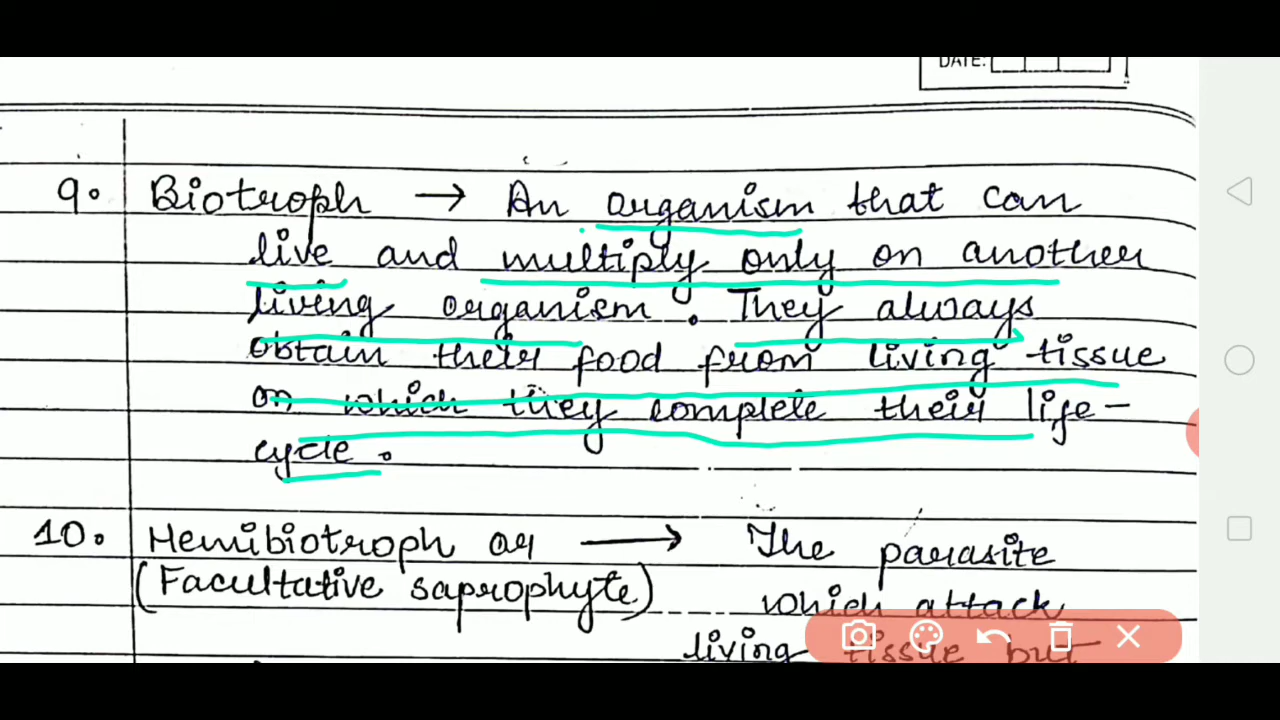 DATE:
9. Biotroph → An organism that can
live and multiply only on another
living organism. They always
obtain their food from living tissue
on which they complete their life-
cycle.
10. Hemibiotroph or → The parasite
(Facultative saprophyte) which attack
living tissue but